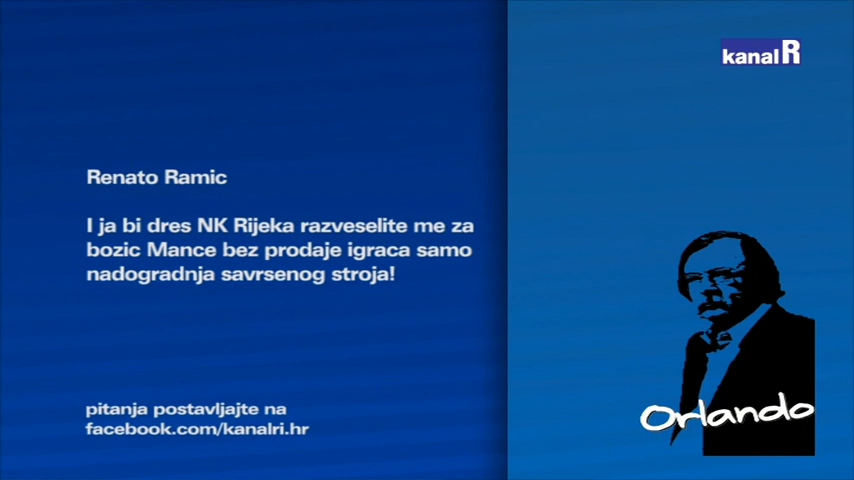 kanal R
Renato Ramic
I ja bi dres NK Rijeka razveselite me za
bozic Mance bez prodaje igraca samo
nadogradnja savrsenog stroja!
pitanja postavljajte na
facebook.com/kanalri.hr
Orlando